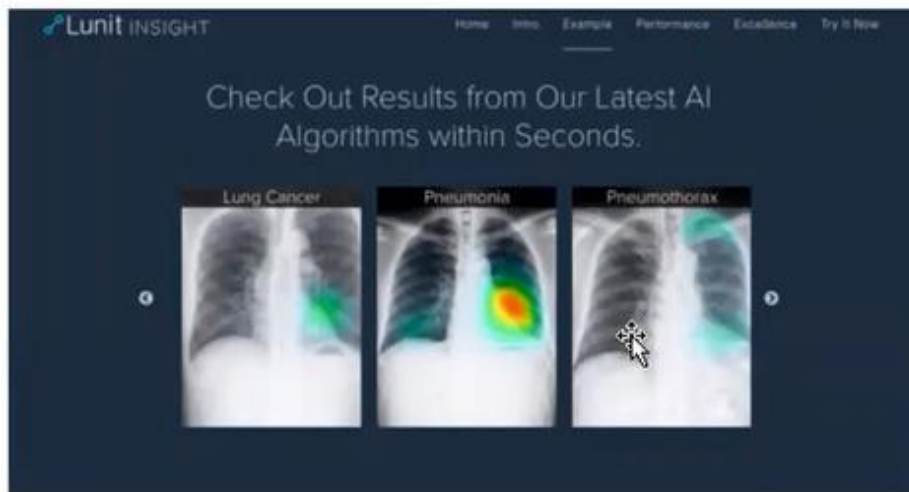 Lunit INSIGHT
Home Intro Example Performance Excellence Try It Now
Check Out Results from Our Latest AI
Algorithms within Seconds.
Lung Cancer Pneumonia Pneumothorax